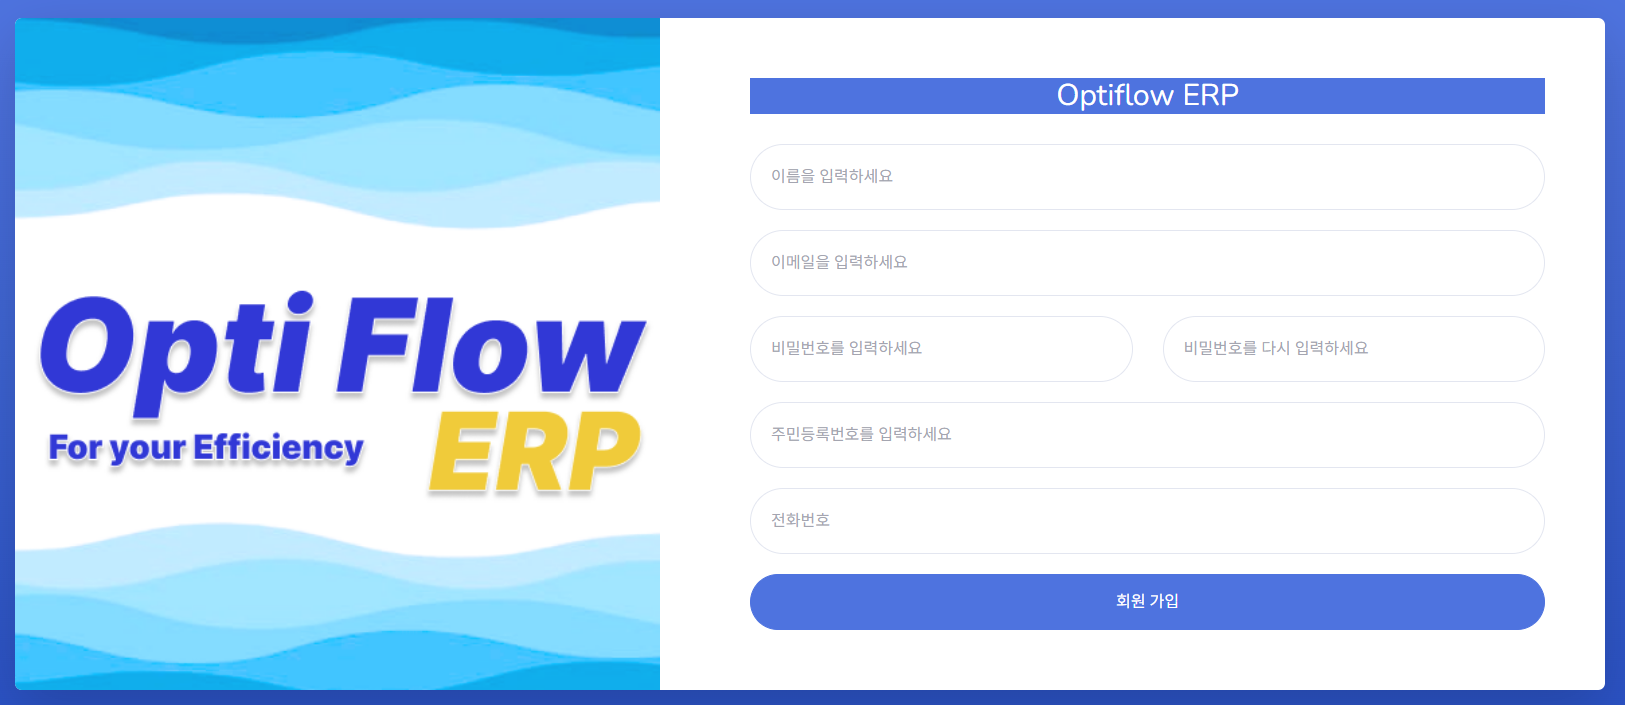 Opti Flow
For your Efficiency
ERP
Optiflow ERP
이름을 입력하세요
이메일을 입력하세요
비밀번호를 입력하세요
비밀번호를 다시 입력하세요
주민등록번호를 입력하세요
전화번호
회원 가입